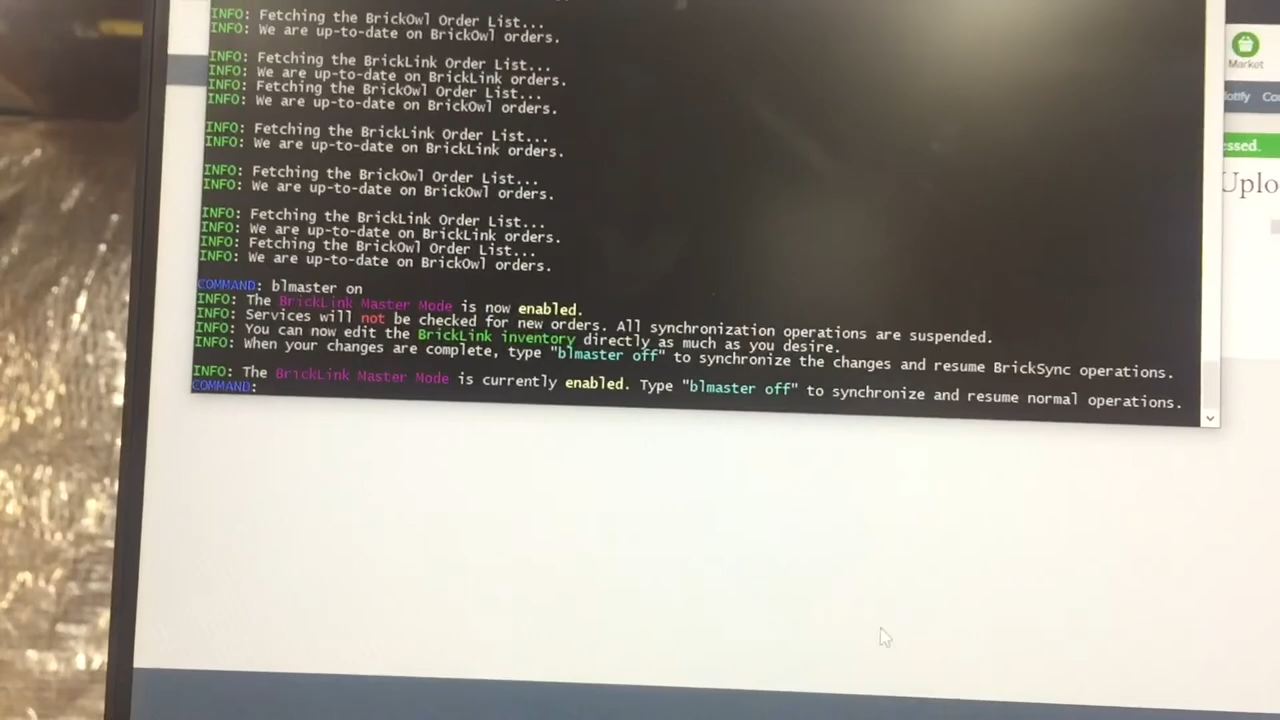 INFO: Fetching the BrickOwl Order List...
INFO: We are up-to-date on BrickOwl orders.
INFO: Fetching the BrickLink Order List...
INFO: We are up-to-date on BrickLink orders.
INFO: Fetching the BrickOwl Order List...
INFO: We are up-to-date on BrickOwl orders.
INFO: Fetching the BrickLink Order List...
INFO: We are up-to-date on BrickLink orders.
INFO: Fetching the BrickOwl Order List...
INFO: We are up-to-date on BrickOwl orders.
INFO: Fetching the BrickLink Order List...
INFO: We are up-to-date on BrickLink orders.
INFO: Fetching the BrickOwl Order List...
INFO: We are up-to-date on BrickOwl orders.
COMMAND: blmaster on
INFO: The BrickLink Master Mode is now enabled.
INFO: Services will not be checked for new orders. All synchronization operations are suspended.
INFO: You can now edit the BrickLink inventory directly as much as you desire.
INFO: When your changes are complete, type "blmaster off" to synchronize the changes and resume BrickSync operations.
INFO: The BrickLink Master Mode is currently enabled. Type "blmaster off" to synchronize and resume normal operations.
COMMAND:
Market